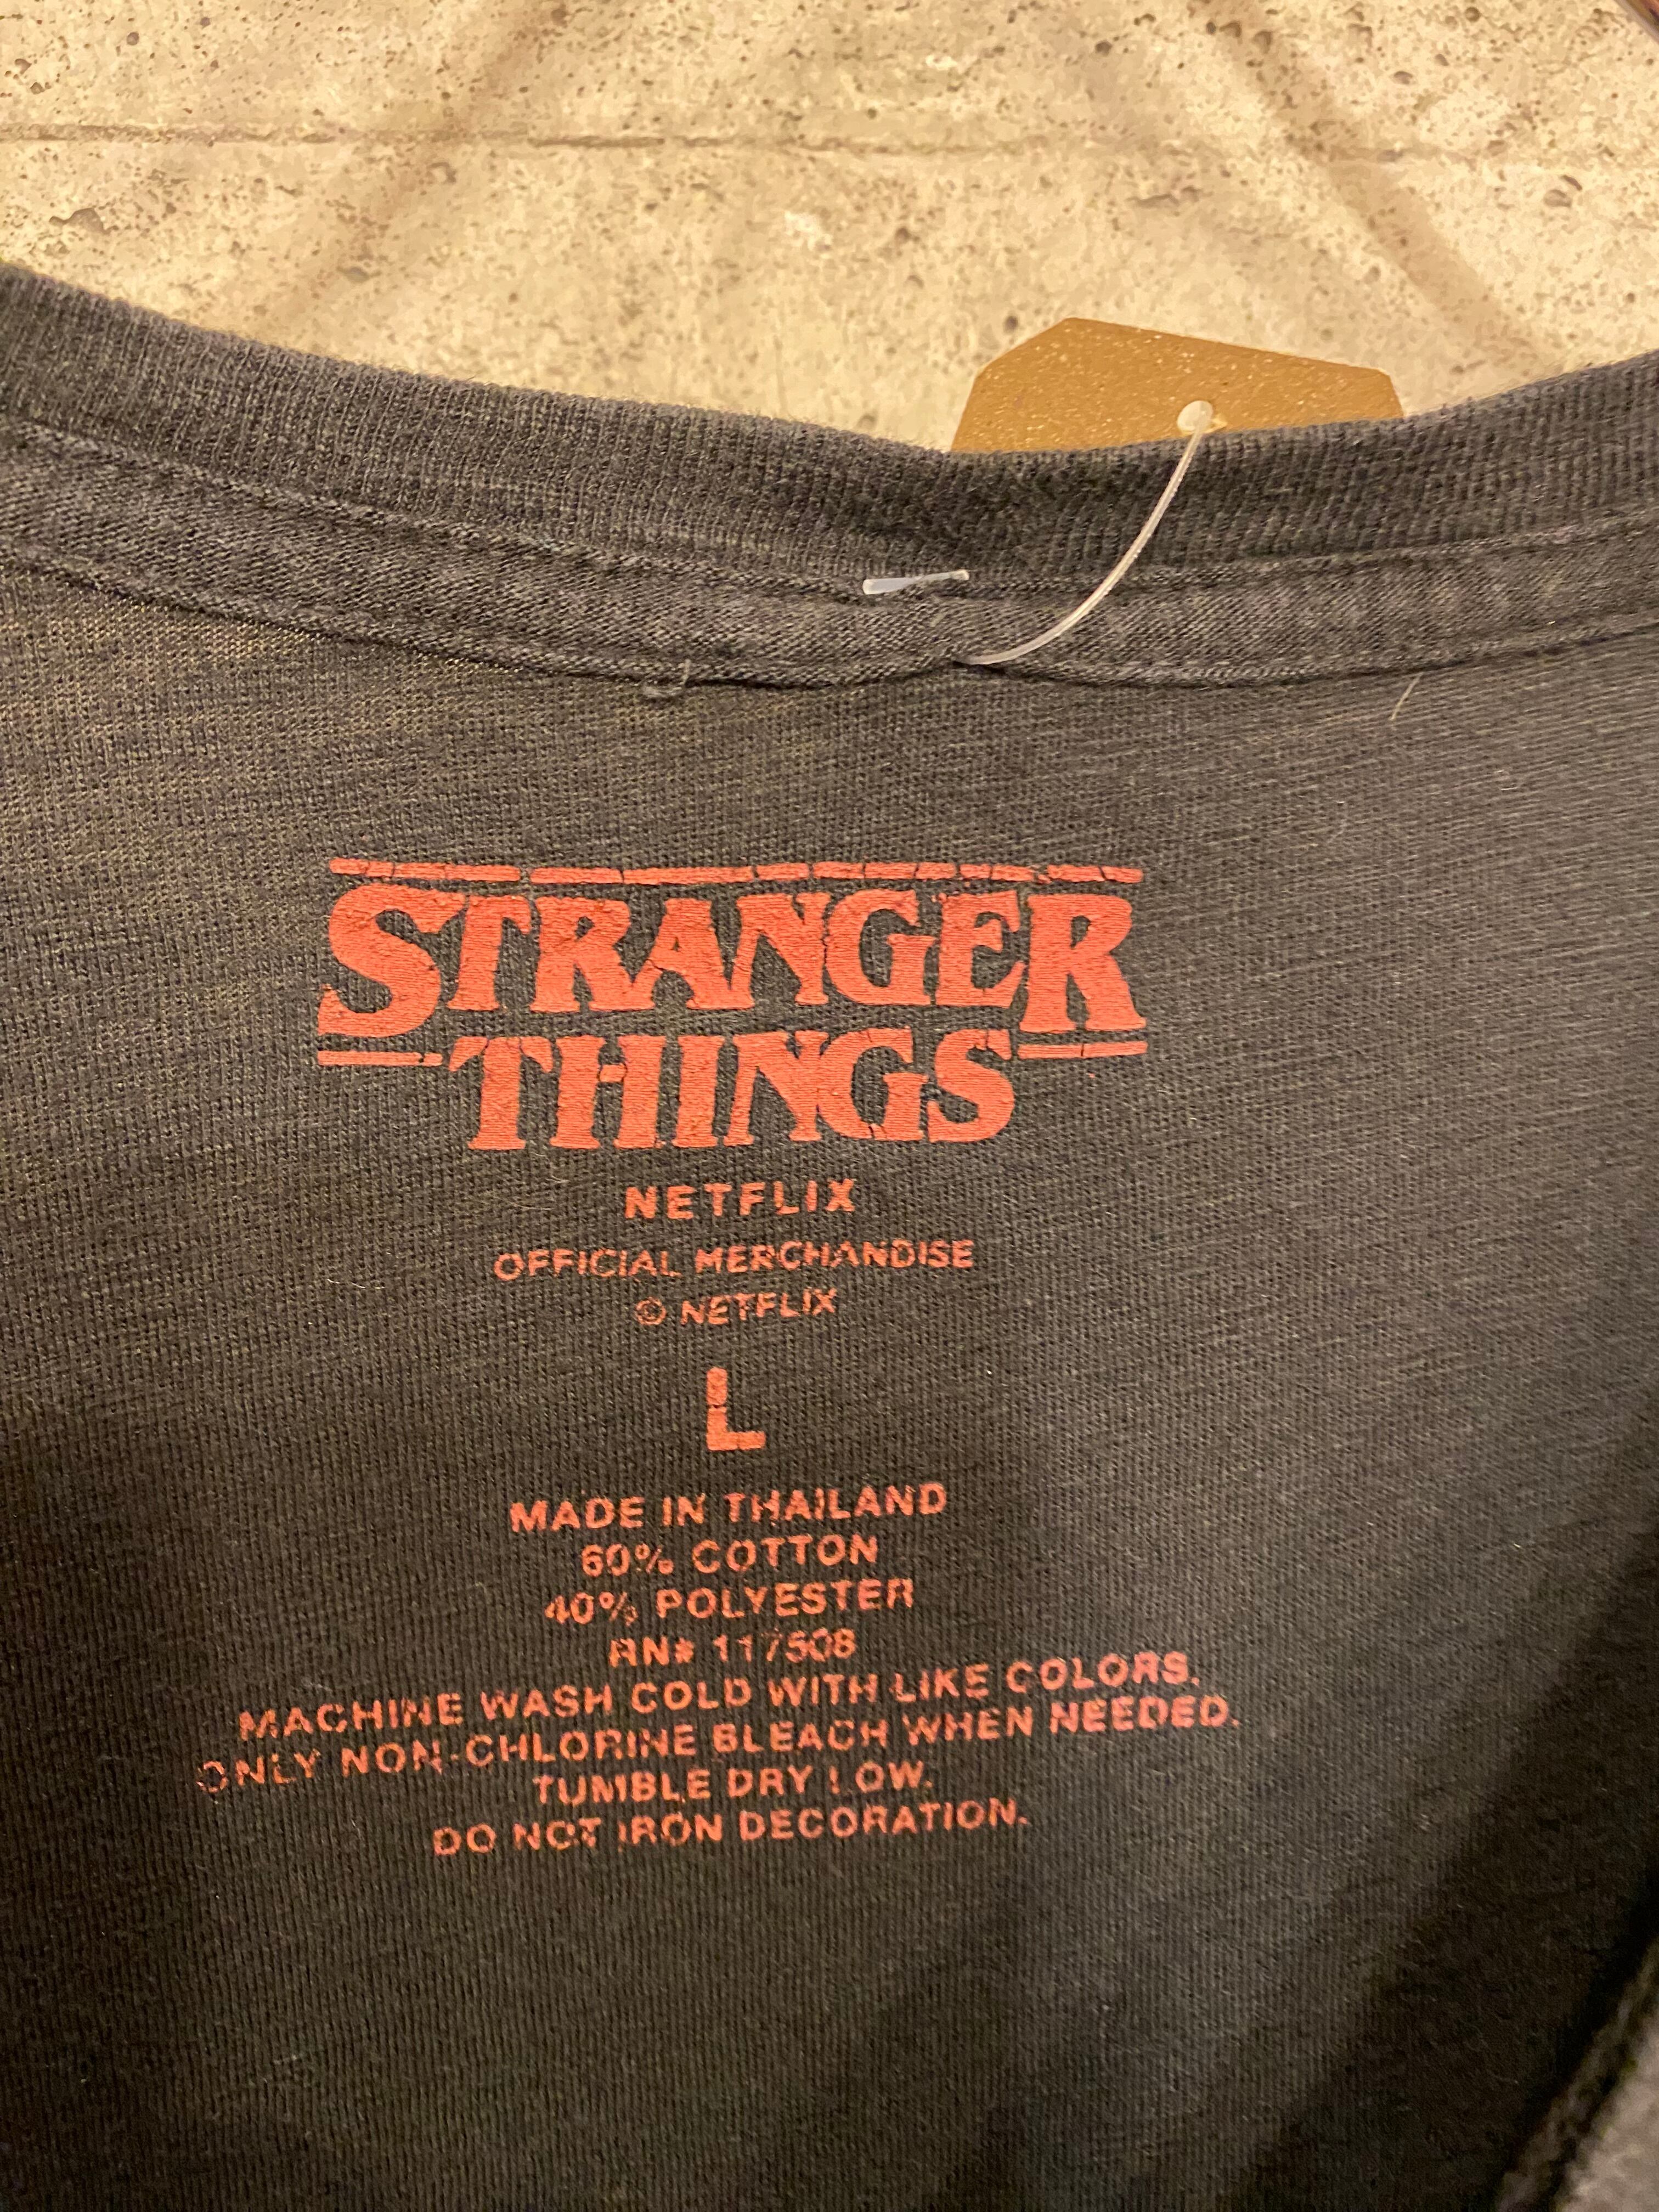 STRANGER
THINGS
NETFLIX
OFFICIAL MERCHANDISE
© NETFLIX
L
MADE IN THAILAND
60% COTTON
40% POLYESTER
RN# 117508
MACHINE WASH COLD WITH LIKE COLORS.
ONLY NON-CHLORINE BLEACH WHEN NEEDED.
TUMBLE DRY LOW.
DO NOT IRON DECORATION.